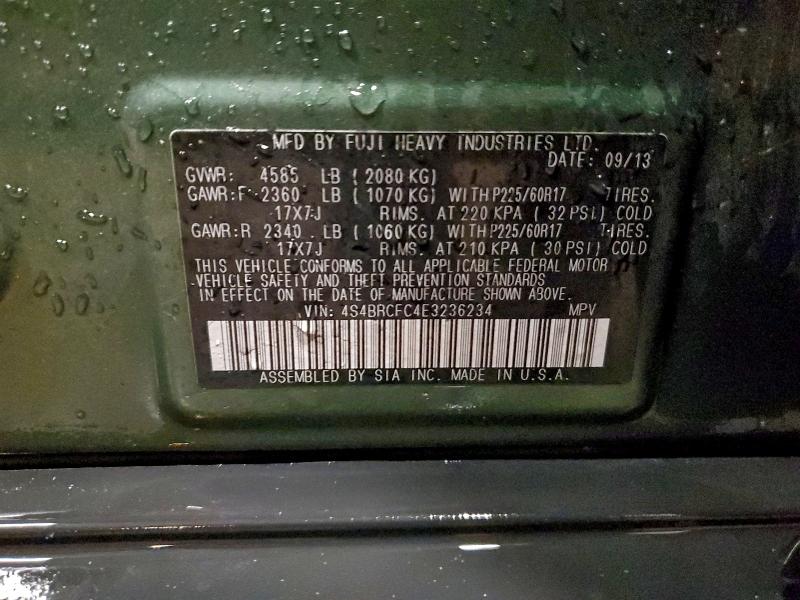 MFD BY FUJI HEAVY INDUSTRIES LTD.
DATE: 09/13
GVWR: 4585 LB (2080 KG)
GAWR:F 2360 LB (1070 KG) WITH P225/60R17 TIRES.
17X7J RIMS. AT 220 KPA (32 PSI) COLD
GAWR:R 2340 LB (1060 KG) WITH P225/60R17 TIRES.
17X7J RIMS. AT 210 KPA (30 PSI) COLD
THIS VEHICLE CONFORMS TO ALL APPLICABLE FEDERAL MOTOR
VEHICLE SAFETY AND THEFT PREVENTION STANDARDS
IN EFFECT ON THE DATE OF MANUFACTURE SHOWN ABOVE.
VIN: 4S4BRCFC4E3236234 MPV
ASSEMBLED BY SIA INC. MADE IN U.S.A.